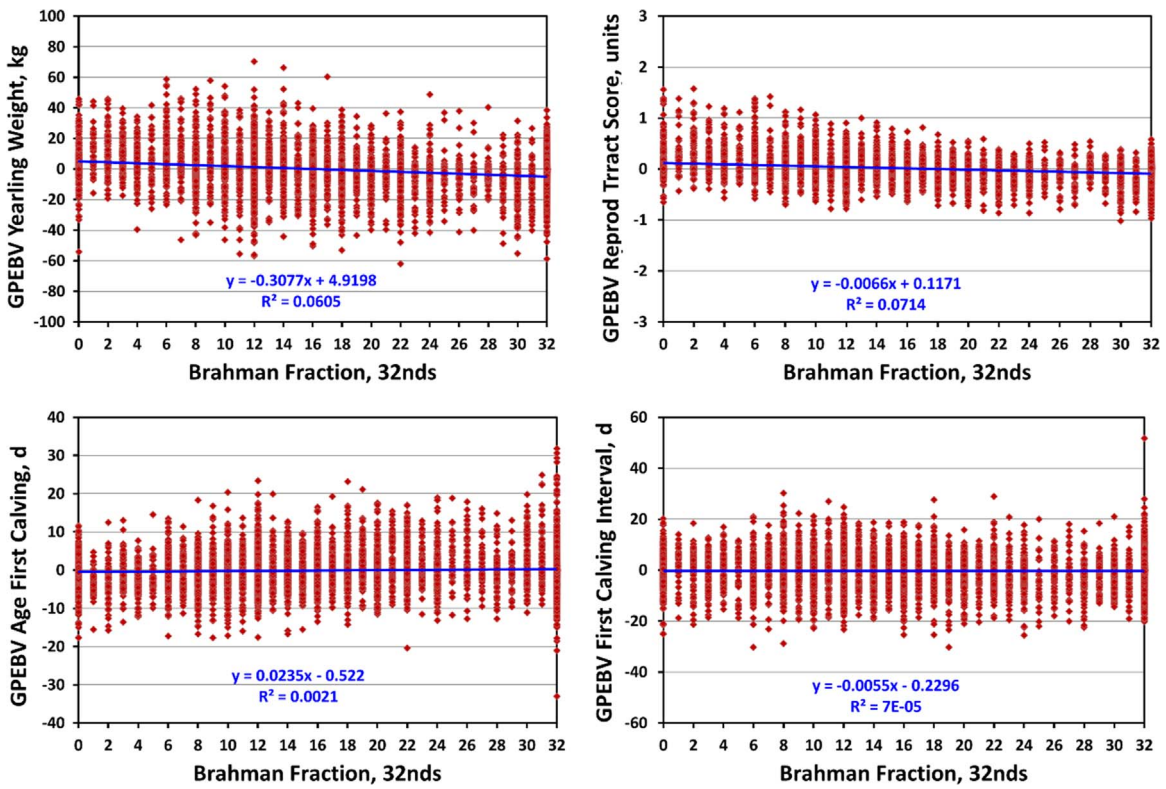 GPEBV Yearling Weight, kg
100
80
60
40
20
0
-20
-40
-60
-80
-100
y = -0.3077x + 4.9198
R² = 0.0605
0 2 4 6 8 10 12 14 16 18 20 22 24 26 28 30 32
Brahman Fraction, 32nds
GPEBV Reprod Trract Score, units
3
2
1
0
-1
-2
-3
y = -0.0066x + 0.1171
R² = 0.0714
0 2 4 6 8 10 12 14 16 18 20 22 24 26 28 30 32
Brahman Fraction, 32nds
GPEBV Age First Calving, d
40
30
20
10
0
-10
-20
-30
-40
y = 0.0235x - 0.522
R² = 0.0021
0 2 4 6 8 10 12 14 16 18 20 22 24 26 28 30 32
Brahman Fraction, 32nds
GPEBV First Calving Interval, d
60
40
20
0
-20
-40
-60
y = -0.0055x - 0.2296
R² = 7E-05
0 2 4 6 8 10 12 14 16 18 20 22 24 26 28 30 32
Brahman Fraction, 32nds